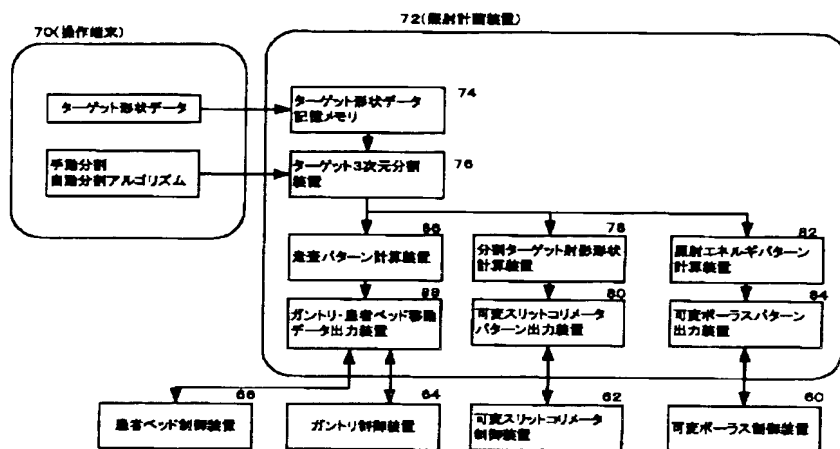 72(照射計画装置)
70(操作端末)
ターゲット形状データ
74
ターゲット形状データ
記憶メモリ
手動分割
自動分割アルゴリズム
76
ターゲット3次元分割
装置
86
走査パターン計算装置
78
分割ターゲット射影形状
計算装置
82
照射エネルギパターン
計算装置
88
ガントリ・患者ベッド移動
データ出力装置
80
可変スリットコリメータ
パターン出力装置
84
可変ボーラスパターン
出力装置
66
患者ベッド制御装置
64
ガントリ制御装置
62
可変スリットコリメータ
制御装置
60
可変ボーラス制御装置